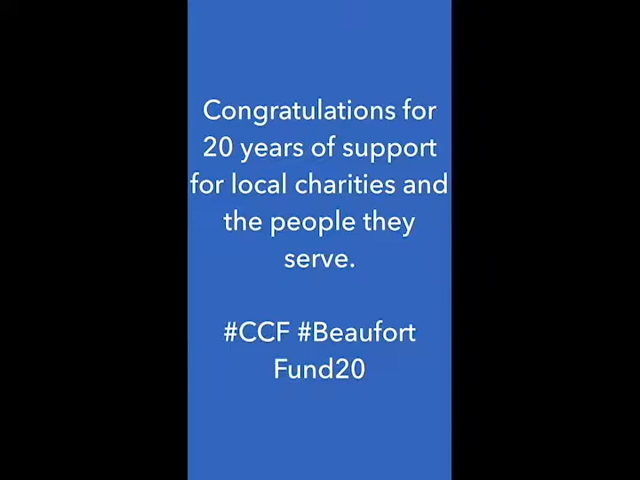 Congratulations for
20 years of support
for local charities and
the people they
serve.
#CCF #Beaufort
Fund20